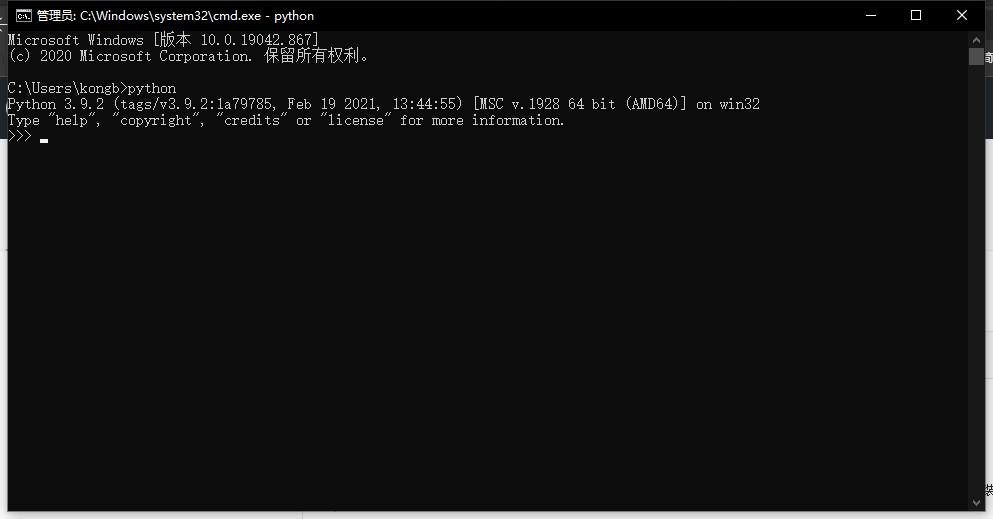 管理员: C:\Windows\system32\cmd.exe - python
Microsoft Windows [版本 10.0.19042.867]
(c) 2020 Microsoft Corporation. 保留所有权利。
C:\Users\kongb>python
Python 3.9.2 (tags/v3.9.2:1a79785, Feb 19 2021, 13:44:55) [MSC v.1928 64 bit (AMD64)] on win32
Type "help", "copyright", "credits" or "license" for more information.
>>>